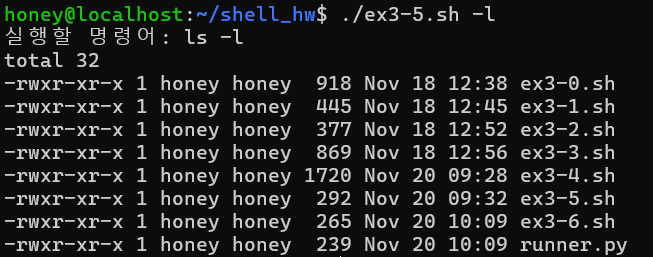 honey@localhost:~/shell_hw$ ./ex3-5.sh -l
실행할 명령어: ls -l
total 32
-rwxr-xr-x 1 honey honey  918 Nov 18 12:38 ex3-0.sh
-rwxr-xr-x 1 honey honey  445 Nov 18 12:45 ex3-1.sh
-rwxr-xr-x 1 honey honey  377 Nov 18 12:52 ex3-2.sh
-rwxr-xr-x 1 honey honey  869 Nov 18 12:56 ex3-3.sh
-rwxr-xr-x 1 honey honey 1720 Nov 20 09:28 ex3-4.sh
-rwxr-xr-x 1 honey honey  292 Nov 20 09:32 ex3-5.sh
-rwxr-xr-x 1 honey honey  265 Nov 20 10:09 ex3-6.sh
-rwxr-xr-x 1 honey honey  239 Nov 20 10:09 runner.py